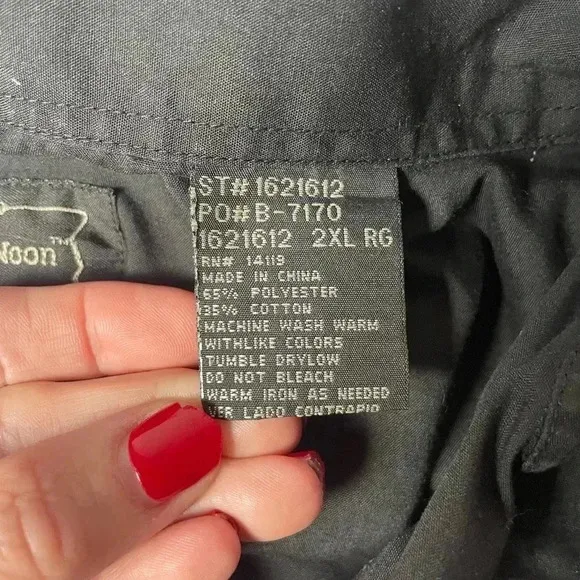 ST# 1621612
PO# B-7170
1621612 2XL RG
RN# 14119
MADE IN CHINA
65% POLYESTER
35% COTTON
MACHINE WASH WARM
WITHLIKE COLORS
TUMBLE DRYLOW
DO NOT BLEACH
WARM IRON AS NEEDED
VER LADO CONTRARIO
Noon™